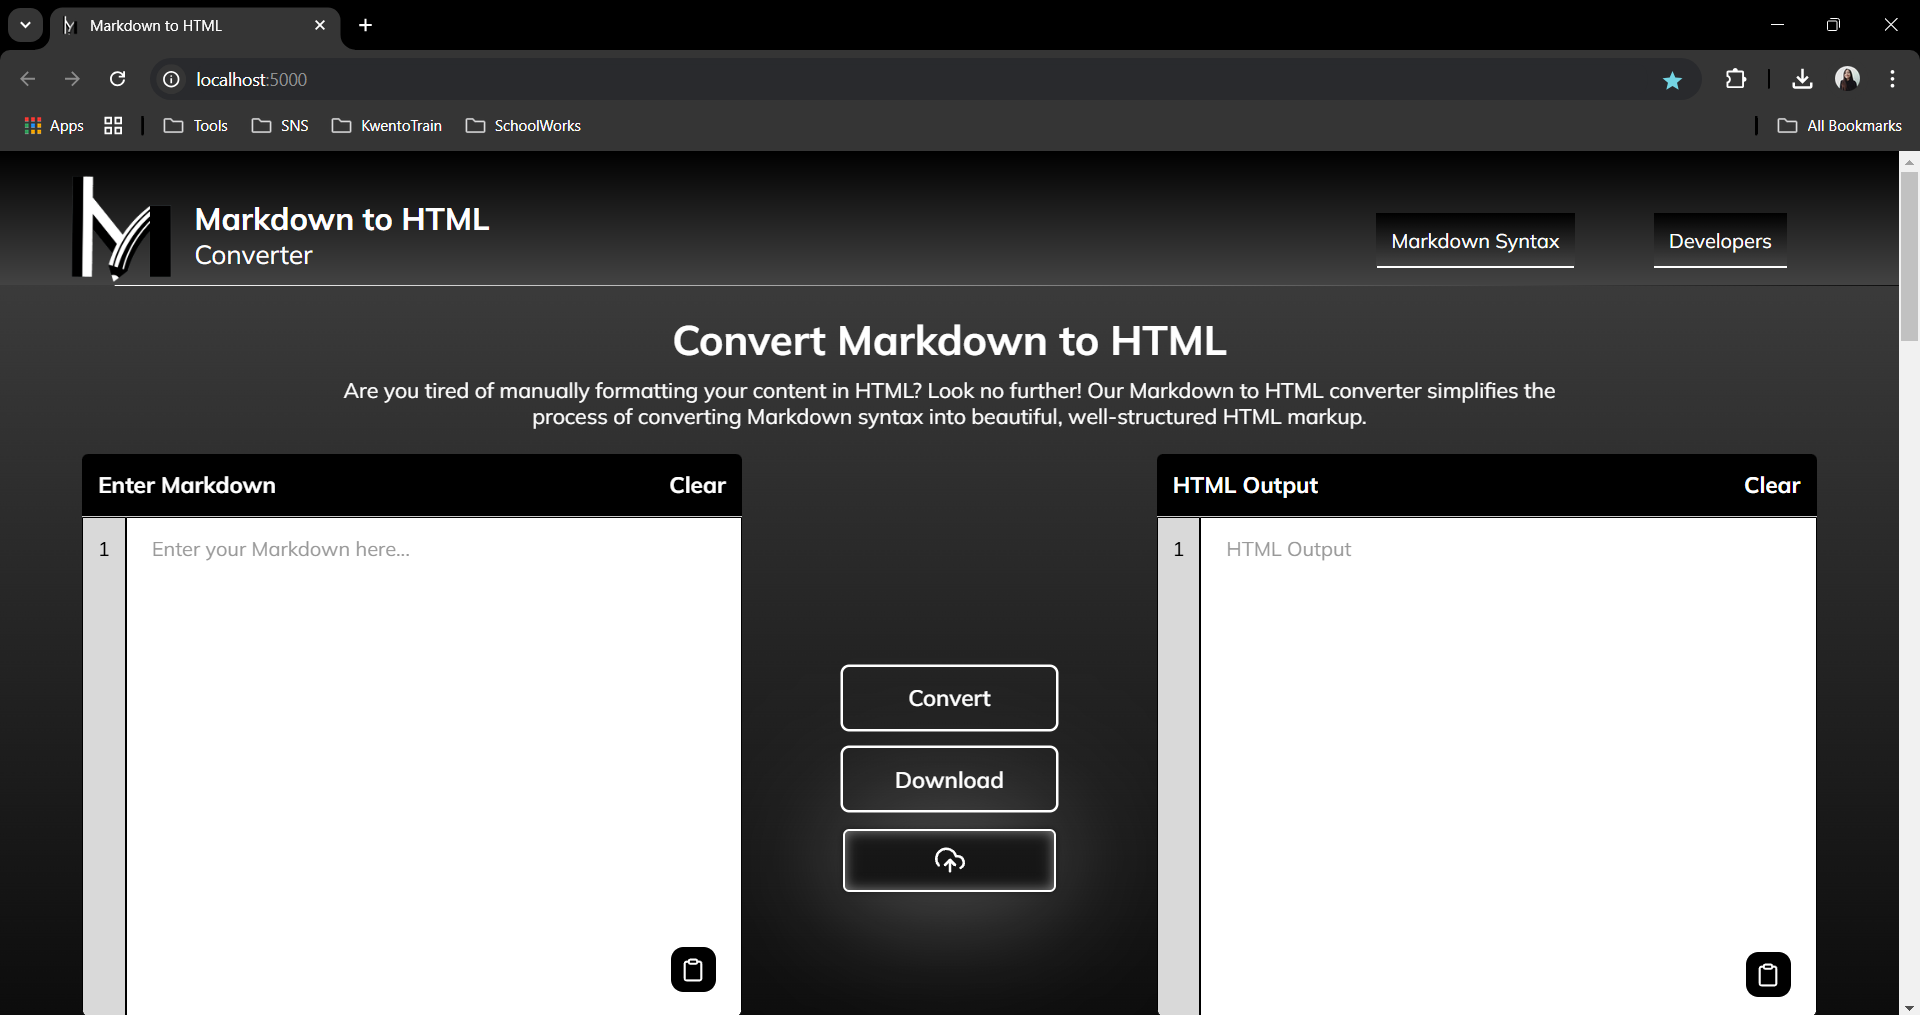 Markdown to HTML
localhost:5000
Apps
Tools
SNS
KwentoTrain
SchoolWorks
All Bookmarks
Markdown to HTML
Converter
Markdown Syntax
Developers
Convert Markdown to HTML
Are you tired of manually formatting your content in HTML? Look no further! Our Markdown to HTML converter simplifies the
process of converting Markdown syntax into beautiful, well-structured HTML markup.
Enter Markdown
Clear
1
Enter your Markdown here...
Convert
Download
HTML Output
Clear
1
HTML Output